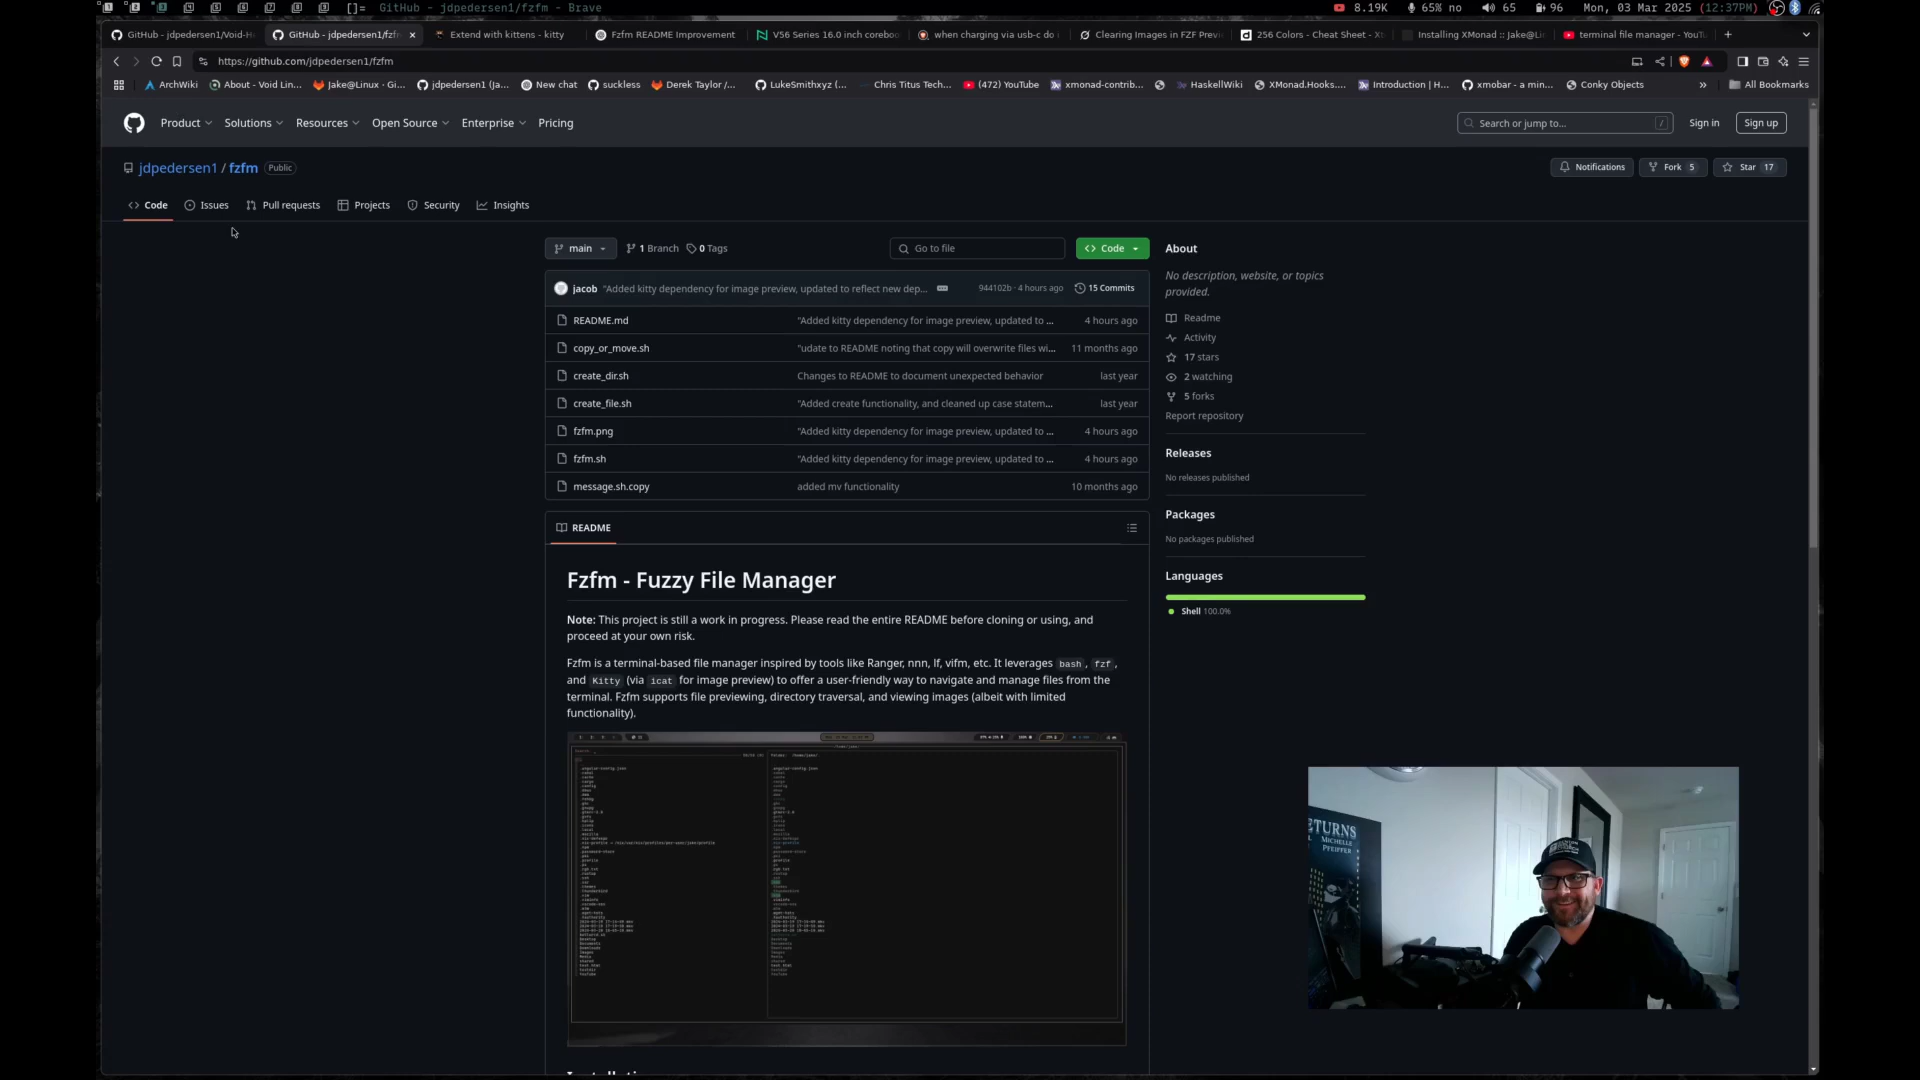 1 2 3 4 5 6 7 8 9 []= GitHub - jdpedersen1/fzfm - Brave 8.19K 65% no 65 96 Mon, 03 Mar 2025 (12:37PM)
GitHub - jdpedersen1/Void-H GitHub - jdpedersen1/fzfm Extend with kittens - kitty Fzfm README Improvement V56 Series 16.0 inch coreboo when charging via usb-c do i Clearing Images in FZF Previ 256 Colors - Cheat Sheet - Xt Installing XMonad :: Jake@Li terminal file manager - YouTu
https://github.com/jdpedersen1/fzfm
ArchWiki About - Void Lin... Jake@Linux · Gi... jdpedersen1 (Ja... New chat suckless Derek Taylor /... LukeSmithxyz (... Chris Titus Tech... (472) YouTube xmonad-contrib... HaskellWiki XMonad.Hooks.... Introduction | H... xmobar - a min... Conky Objects » All Bookmarks
Product Solutions Resources Open Source Enterprise Pricing Search or jump to... / Sign in Sign up
jdpedersen1 / fzfm Public Notifications Fork 5 Star 17
Code Issues Pull requests Projects Security Insights
main 1 Branch 0 Tags Go to file Code
jacob "Added kitty dependency for image preview, updated to reflect new dep... 944102b · 4 hours ago 15 Commits
README.md "Added kitty dependency for image preview, updated to ... 4 hours ago
copy_or_move.sh "udate to README noting that copy will overwrite files wi... 11 months ago
create_dir.sh Changes to README to document unexpected behavior last year
create_file.sh "Added create functionality, and cleaned up case statem... last year
fzfm.png "Added kitty dependency for image preview, updated to ... 4 hours ago
fzfm.sh "Added kitty dependency for image preview, updated to ... 4 hours ago
message.sh.copy added mv functionality 10 months ago
README
Fzfm - Fuzzy File Manager
Note: This project is still a work in progress. Please read the entire README before cloning or using, and
proceed at your own risk.
Fzfm is a terminal-based file manager inspired by tools like Ranger, nnn, lf, vifm, etc. It leverages bash, fzf,
and Kitty (via icat for image preview) to offer a user-friendly way to navigate and manage files from the
terminal. Fzfm supports file previewing, directory traversal, and viewing images (albeit with limited
functionality).
About
No description, website, or topics
provided.
Readme
Activity
17 stars
2 watching
5 forks
Report repository
Releases
No releases published
Packages
No packages published
Languages
Shell 100.0%
ETURNS
MICHELLE
PFEIFFER